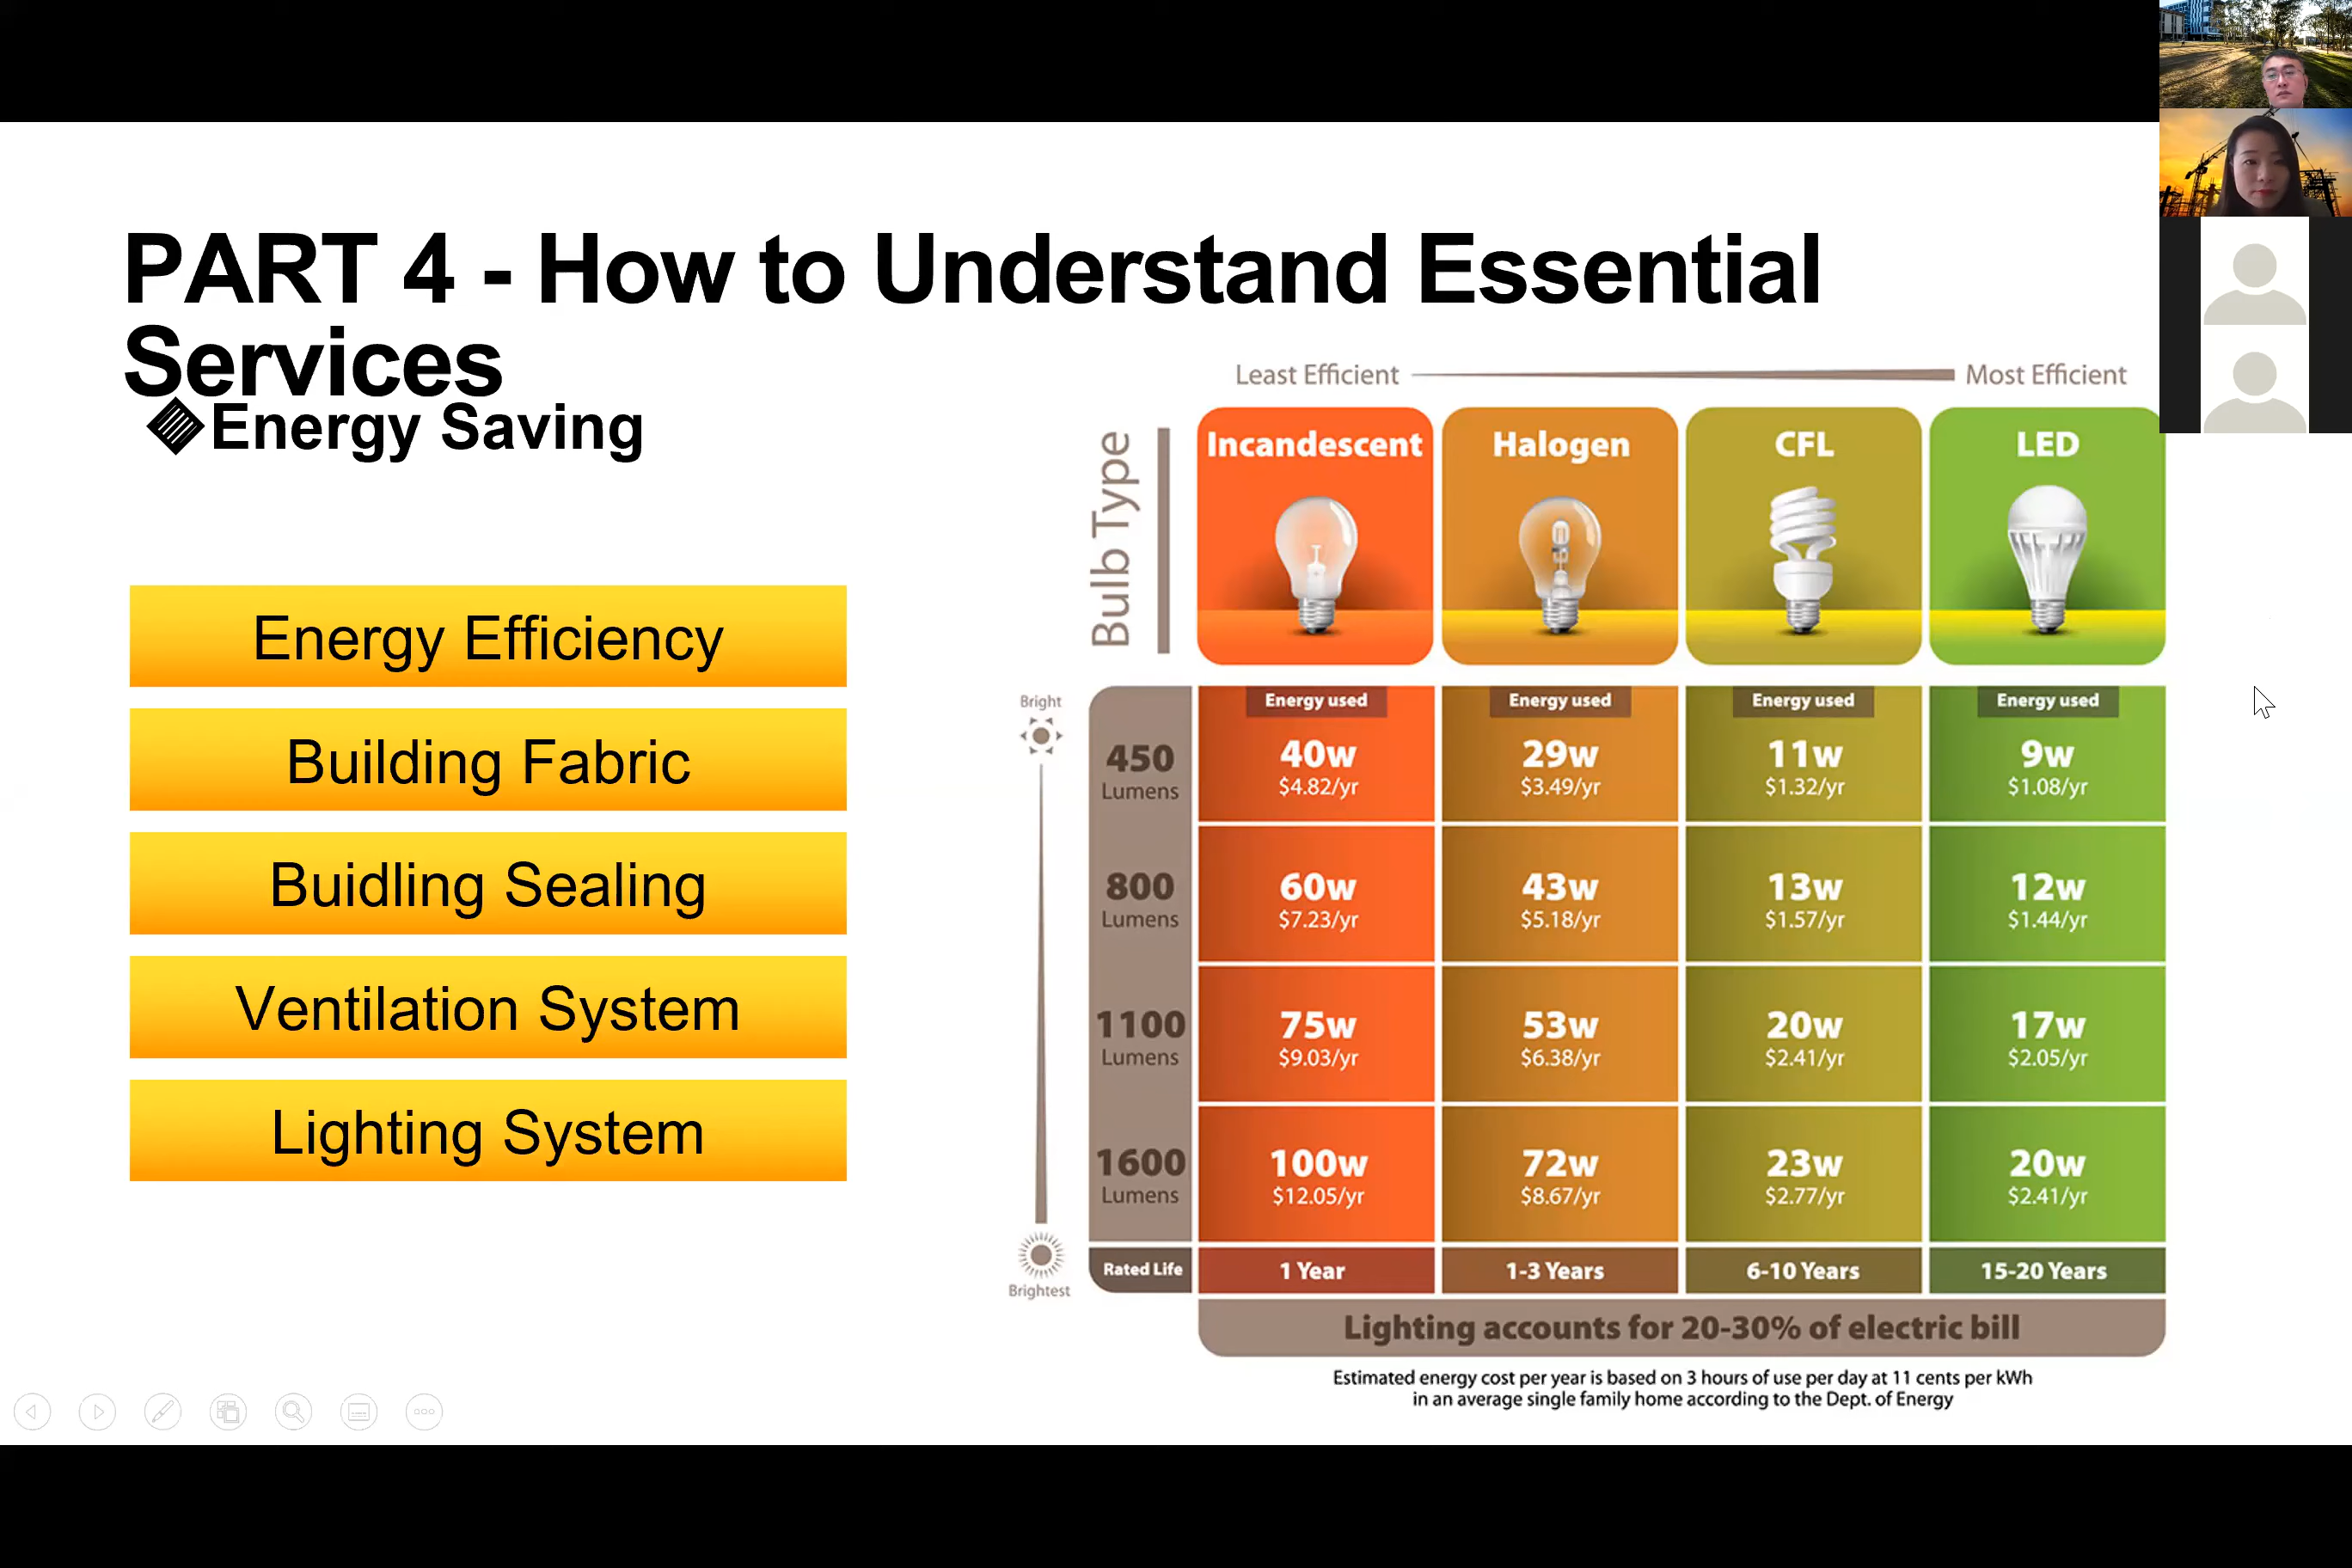 PART 4 - How to Understand Essential
Services
Energy Saving
Energy Efficiency
Building Fabric
Buidling Sealing
Ventilation System
Lighting System
Least Efficient Most Efficient
Bulb Type
Incandescent Halogen CFL LED
Bright
Energy used Energy used Energy used Energy used
450 40w 29w 11w 9w
Lumens $4.82/yr $3.49/yr $1.32/yr $1.08/yr
800 60w 43w 13w 12w
Lumens $7.23/yr $5.18/yr $1.57/yr $1.44/yr
1100 75w 53w 20w 17w
Lumens $9.03/yr $6.38/yr $2.41/yr $2.05/yr
1600 100w 72w 23w 20w
Lumens $12.05/yr $8.67/yr $2.77/yr $2.41/yr
Brightest
Rated Life 1 Year 1-3 Years 6-10 Years 15-20 Years
Lighting accounts for 20-30% of electric bill
Estimated energy cost per year is based on 3 hours of use per day at 11 cents per kWh
in an average single family home according to the Dept. of Energy